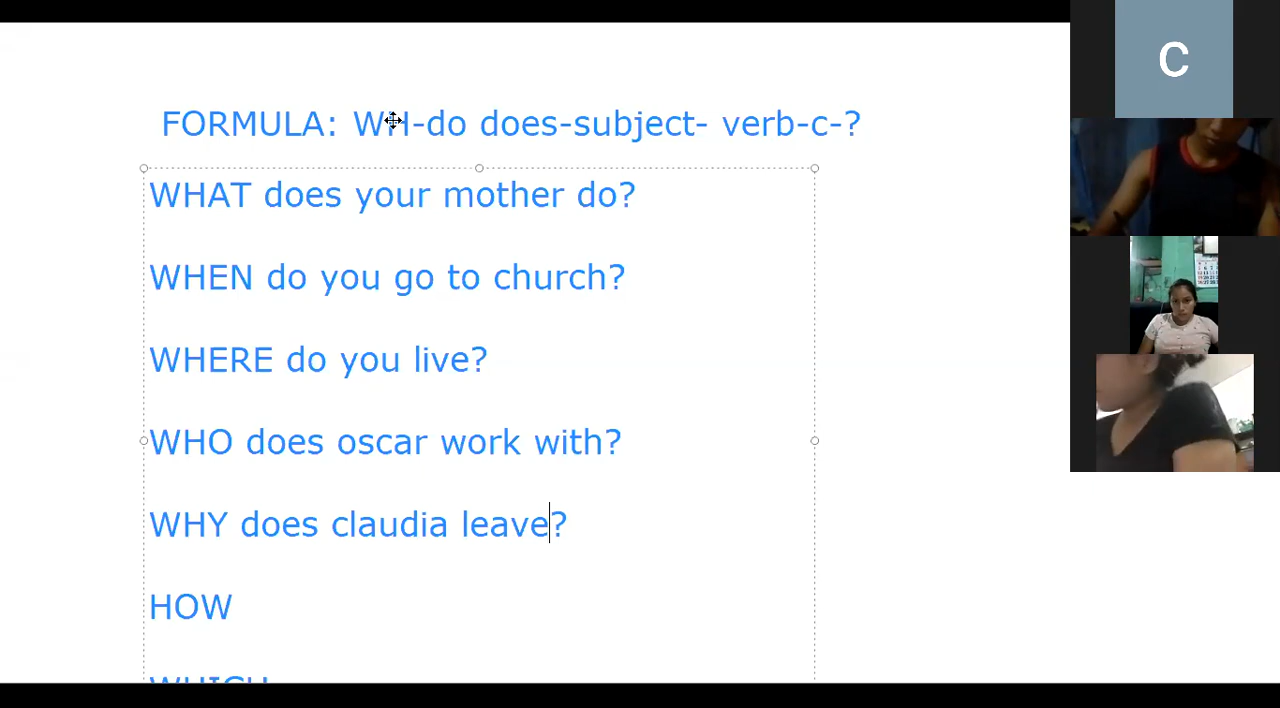 FORMULA: WH-do does-subject- verb-c-?
WHAT does your mother do?
WHEN do you go to church?
WHERE do you live?
WHO does oscar work with?
WHY does claudia leave?
HOW
WHICH
C